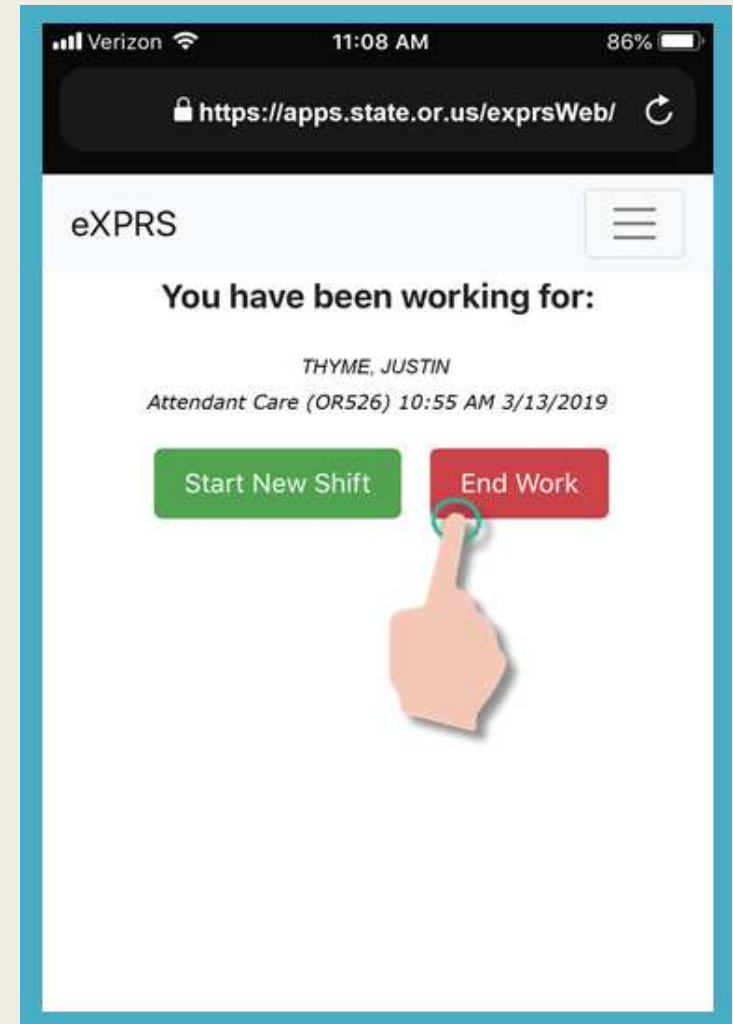 Verizon 11:08 AM 86%
https://apps.state.or.us/exprsWeb/
eXPRS
You have been working for:
THYME, JUSTIN
Attendant Care (OR526) 10:55 AM 3/13/2019
Start New Shift End Work